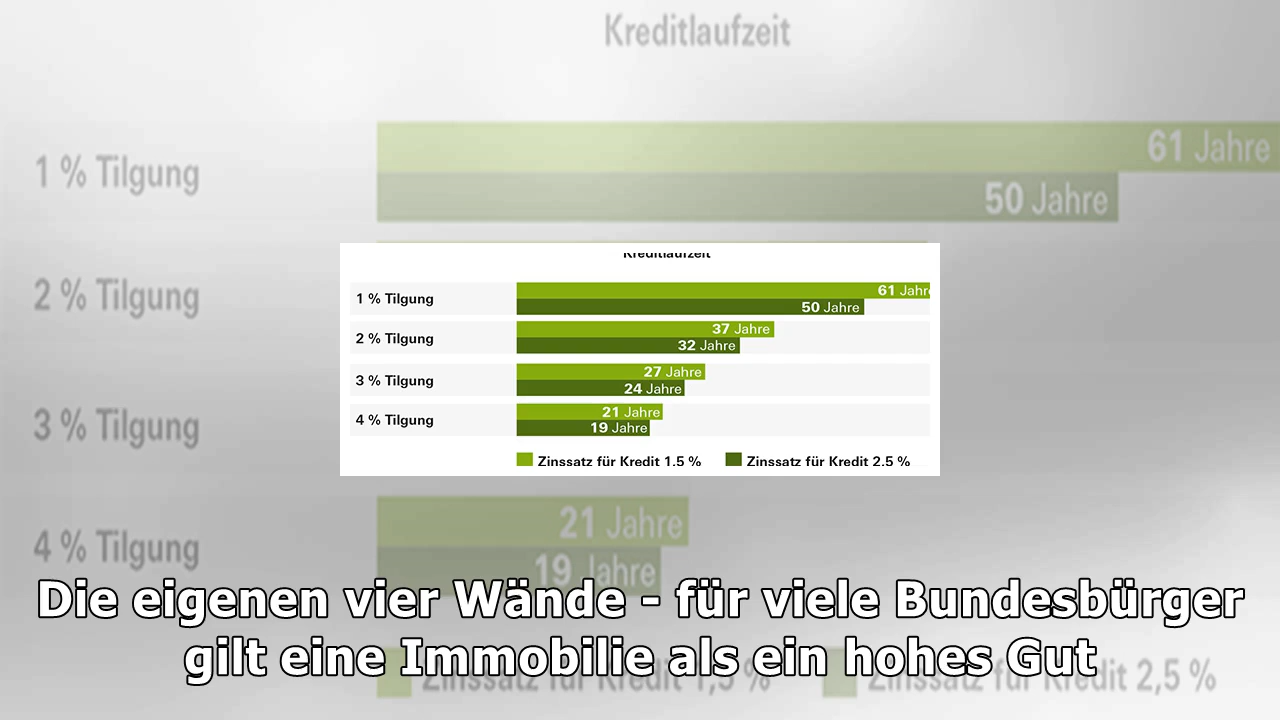 Kreditlaufzeit
1 % Tilgung
61 Jahre
50 Jahre
2 % Tilgung
3 % Tilgung
4 % Tilgung
21 Jahre
19 Jahre
Zinssatz für Kredit 1,5 %
Zinssatz für Kredit 2,5 %
Kreditlaufzeit
1 % Tilgung
61 Jahre
50 Jahre
2 % Tilgung
37 Jahre
32 Jahre
3 % Tilgung
27 Jahre
24 Jahre
4 % Tilgung
21 Jahre
19 Jahre
Zinssatz für Kredit 1,5 %
Zinssatz für Kredit 2,5 %
Die eigenen vier Wände - für viele Bundesbürger
gilt eine Immobilie als ein hohes Gut